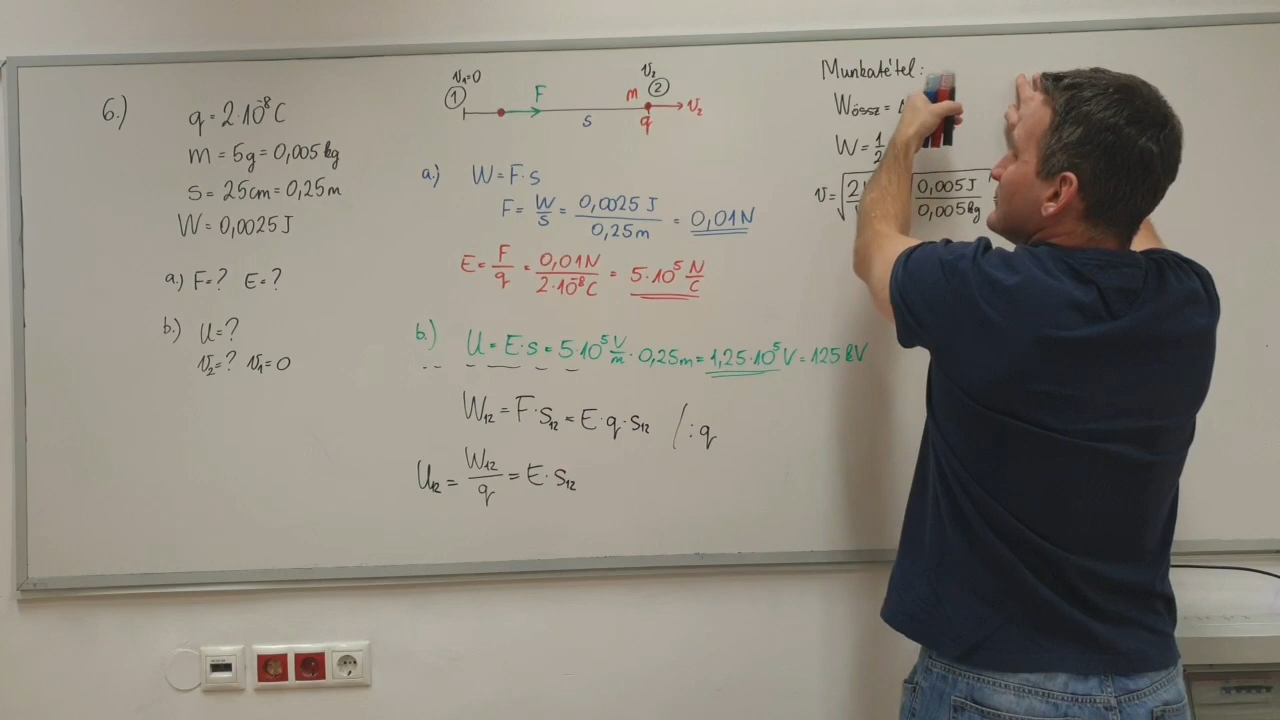 6.)
q = 2·10⁻⁸ C
m = 5g = 0,005 kg
s = 25cm = 0,25 m
W = 0,0025 J
a.) F = ? E = ?
b.) U = ?
v₂ = ? v₁ = 0
v₁ = 0 v₂
1 F m 2 v₂
s q
a.) W = F·s
F = W/s = 0,0025 J / 0,25 m = 0,01 N
E = F/q = 0,01 N / 2·10⁻⁸ C = 5·10⁵ N/C
b.) U = E·s = 5·10⁵ V/m · 0,25m = 1,25·10⁵ V = 125 kV
W₁₂ = F·s₁₂ = E·q·s₁₂ /:q
U₁₂ = W₁₂/q = E·s₁₂
Munkatétel:
Wössz =
W = 1/2
v = √ 2 0,005 J / 0,005 kg